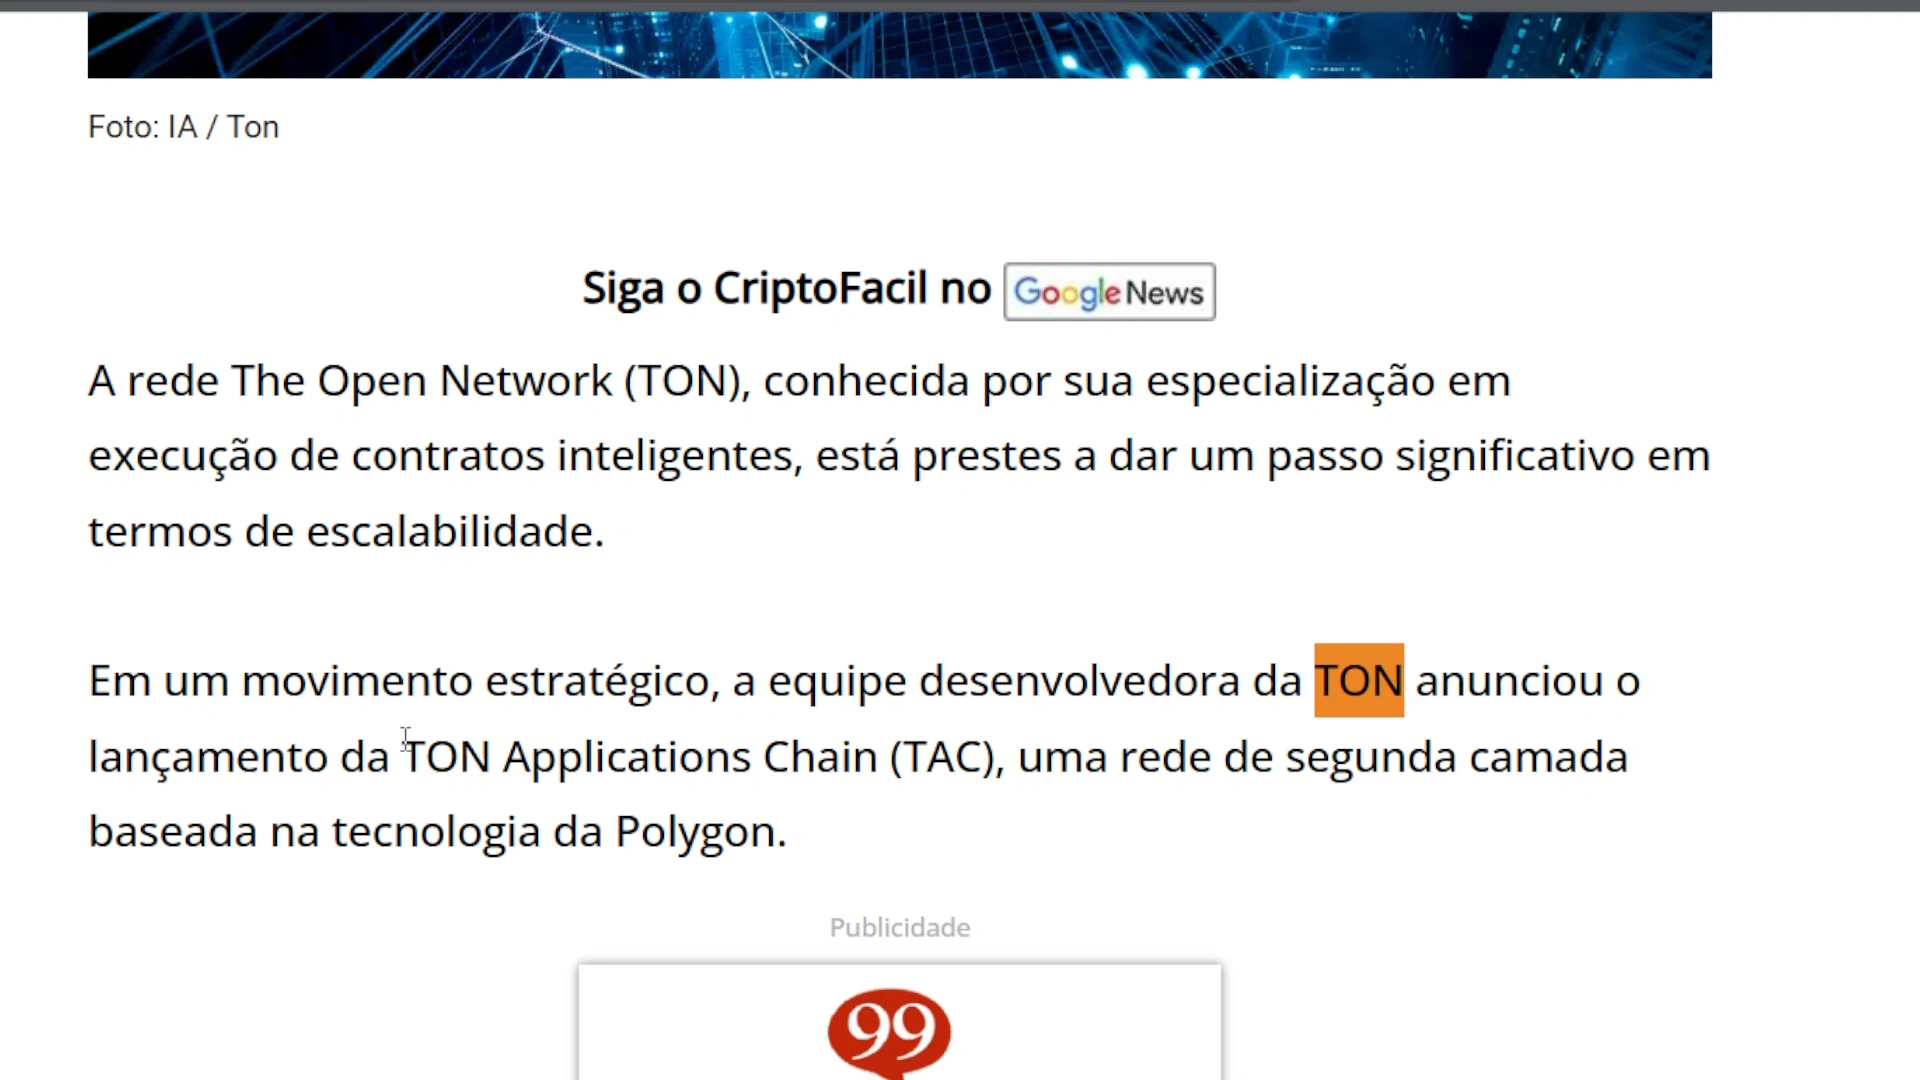 Foto: IA / Ton
Siga o CriptoFacil no Google News
A rede The Open Network (TON), conhecida por sua especialização em
execução de contratos inteligentes, está prestes a dar um passo significativo em
termos de escalabilidade.
Em um movimento estratégico, a equipe desenvolvedora da TON anunciou o
lançamento da TON Applications Chain (TAC), uma rede de segunda camada
baseada na tecnologia da Polygon.
Publicidade
99